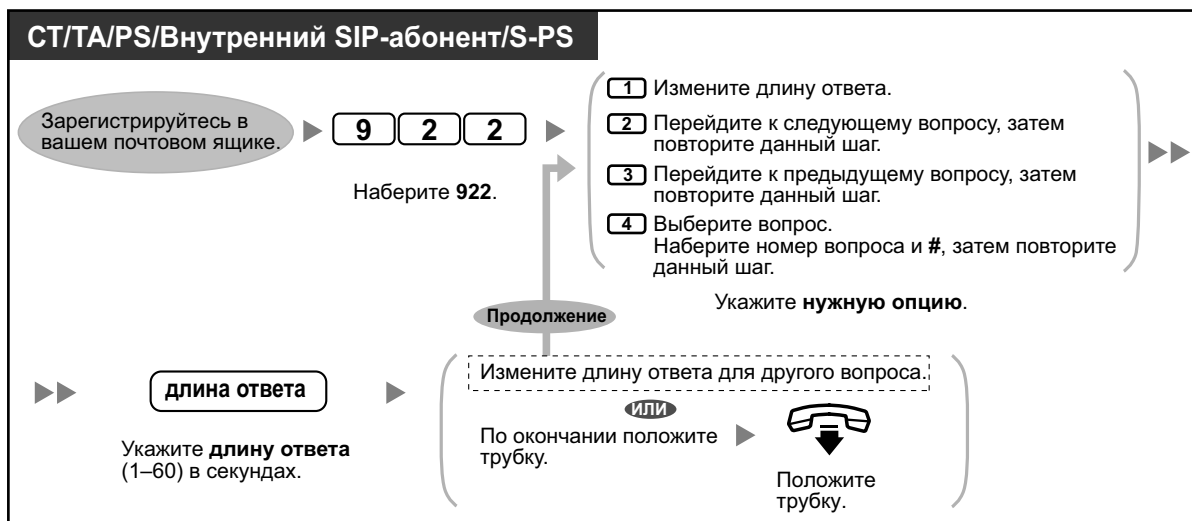 СТ/ТА/PS/Внутренний SIP-абонент/S-PS
Зарегистрируйтесь в
вашем почтовом ящике.
9 2 2
Наберите 922.
1 Измените длину ответа.
2 Перейдите к следующему вопросу, затем
повторите данный шаг.
3 Перейдите к предыдущему вопросу, затем
повторите данный шаг.
4 Выберите вопрос.
Наберите номер вопроса и #, затем повторите
данный шаг.
Укажите нужную опцию.
Продолжение
длина ответа
Укажите длину ответа
(1–60) в секундах.
Измените длину ответа для другого вопроса.
ИЛИ
По окончании положите
трубку.
Положите
трубку.